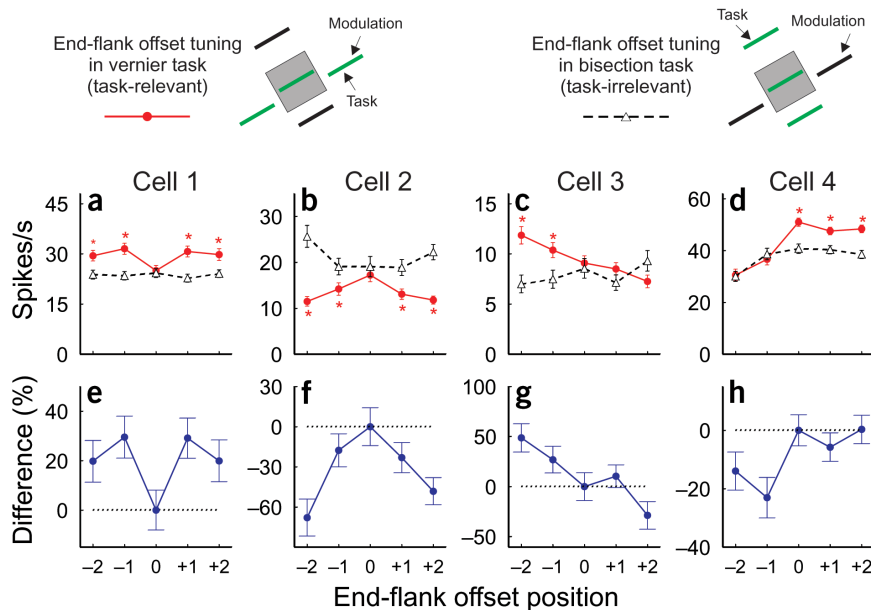 End-flank offset tuning
in vernier task
(task-relevant)
Modulation
Task
End-flank offset tuning
in bisection task
(task-irrelevant)
Task
Modulation
Cell 1
Cell 2
Cell 3
Cell 4
Spikes/s
a
45
30
15
0
* * * *
b
30
20
10
0
* * * *
c
15
10
5
0
* *
d
60
40
20
0
* * *
Difference (%)
e
40
20
0
–2 –1 0 +1 +2
f
30
0
–30
–60
–2 –1 0 +1 +2
g
100
50
0
–50
–2 –1 0 +1 +2
h
0
–20
–40
–2 –1 0 +1 +2
End-flank offset position